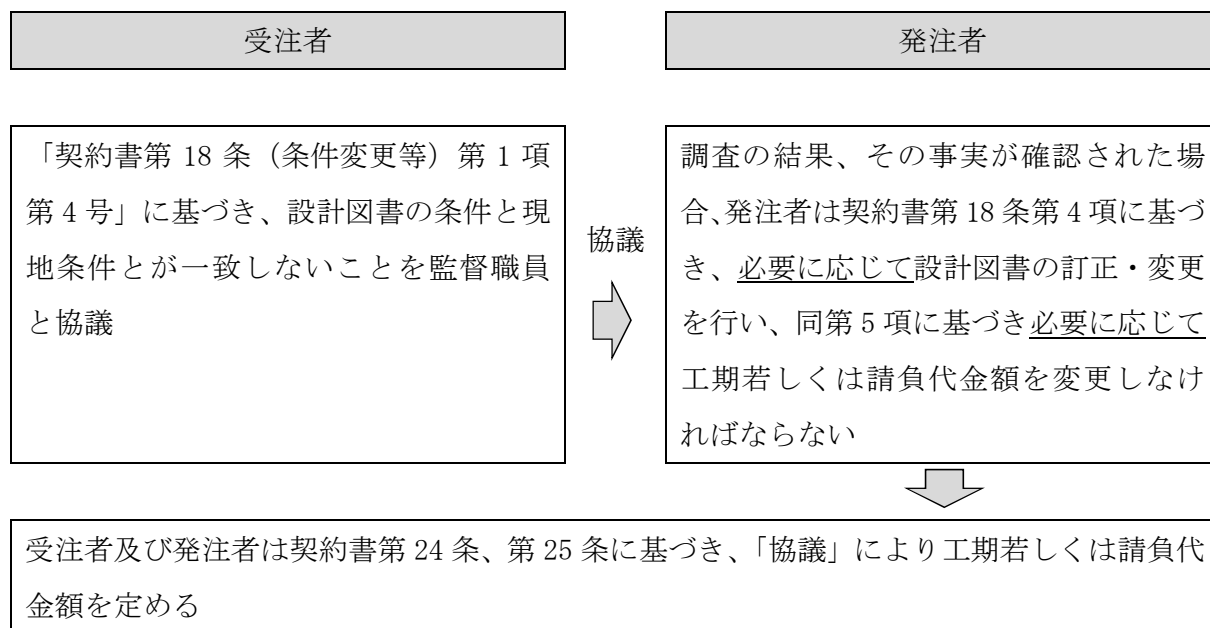 受注者
発注者
「契約書第 18 条（条件変更等）第 1 項
第 4 号」に基づき、設計図書の条件と現
地条件とが一致しないことを監督職員
と協議
協議
調査の結果、その事実が確認された場
合、発注者は契約書第 18 条第 4 項に基づ
き、必要に応じて設計図書の訂正・変更
を行い、同第 5 項に基づき必要に応じて
工期若しくは請負代金額を変更しなけ
ればならない
受注者及び発注者は契約書第 24 条、第 25 条に基づき、「協議」により工期若しくは請負代
金額を定める